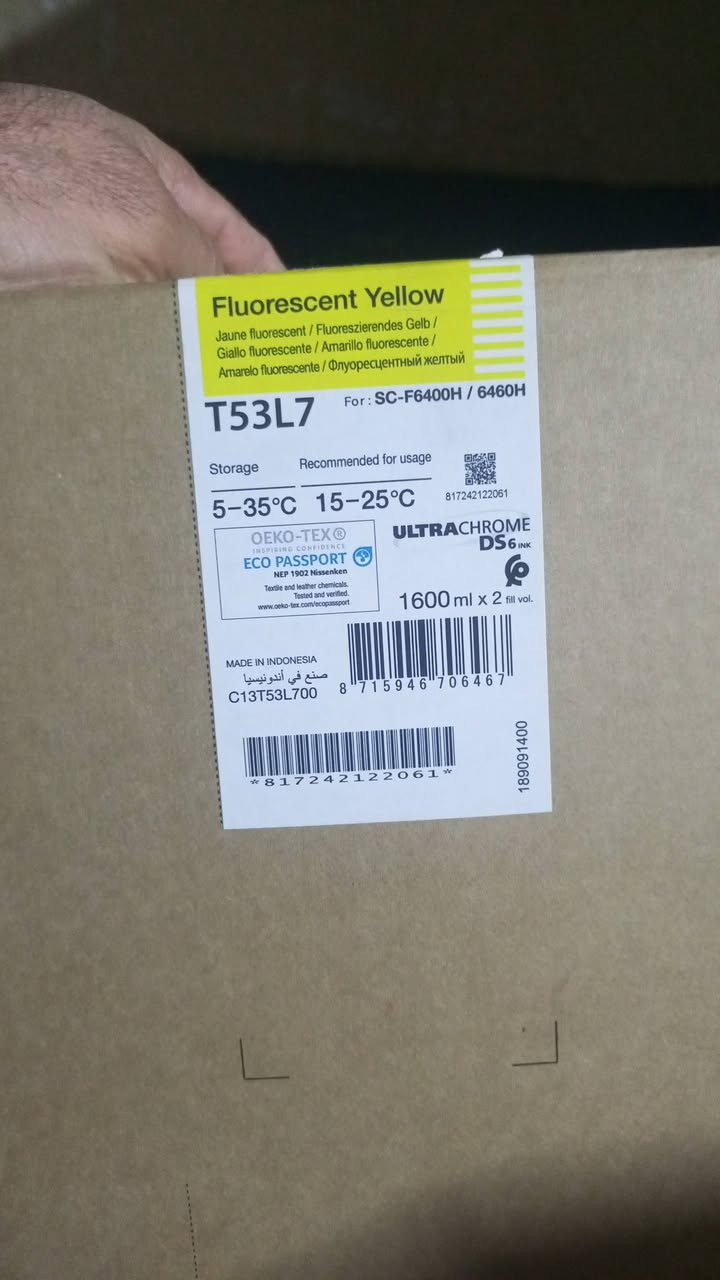 Fluorescent Yellow
Jaune fluorescent / Fluoreszierendes Gelb /
Giallo fluorescente / Amarillo fluorescente /
Amarelo fluorescente / Флуоресцентный желтый
T53L7 For : SC-F6400H / 6460H
Storage Recommended for usage
5-35°C 15-25°C
817242122061
OEKO-TEX®
INSPIRING CONFIDENCE
ECO PASSPORT
NEP 1902 Nissenken
Textile and leather chemicals.
Tested and verified.
www.oeko-tex.com/ecopassport
ULTRACHROME
DS6 INK
1600 ml x 2 fill vol.
MADE IN INDONESIA
صنع في أندونيسيا
C13T53L700
8 715946 706467
*817242122061*
189091400